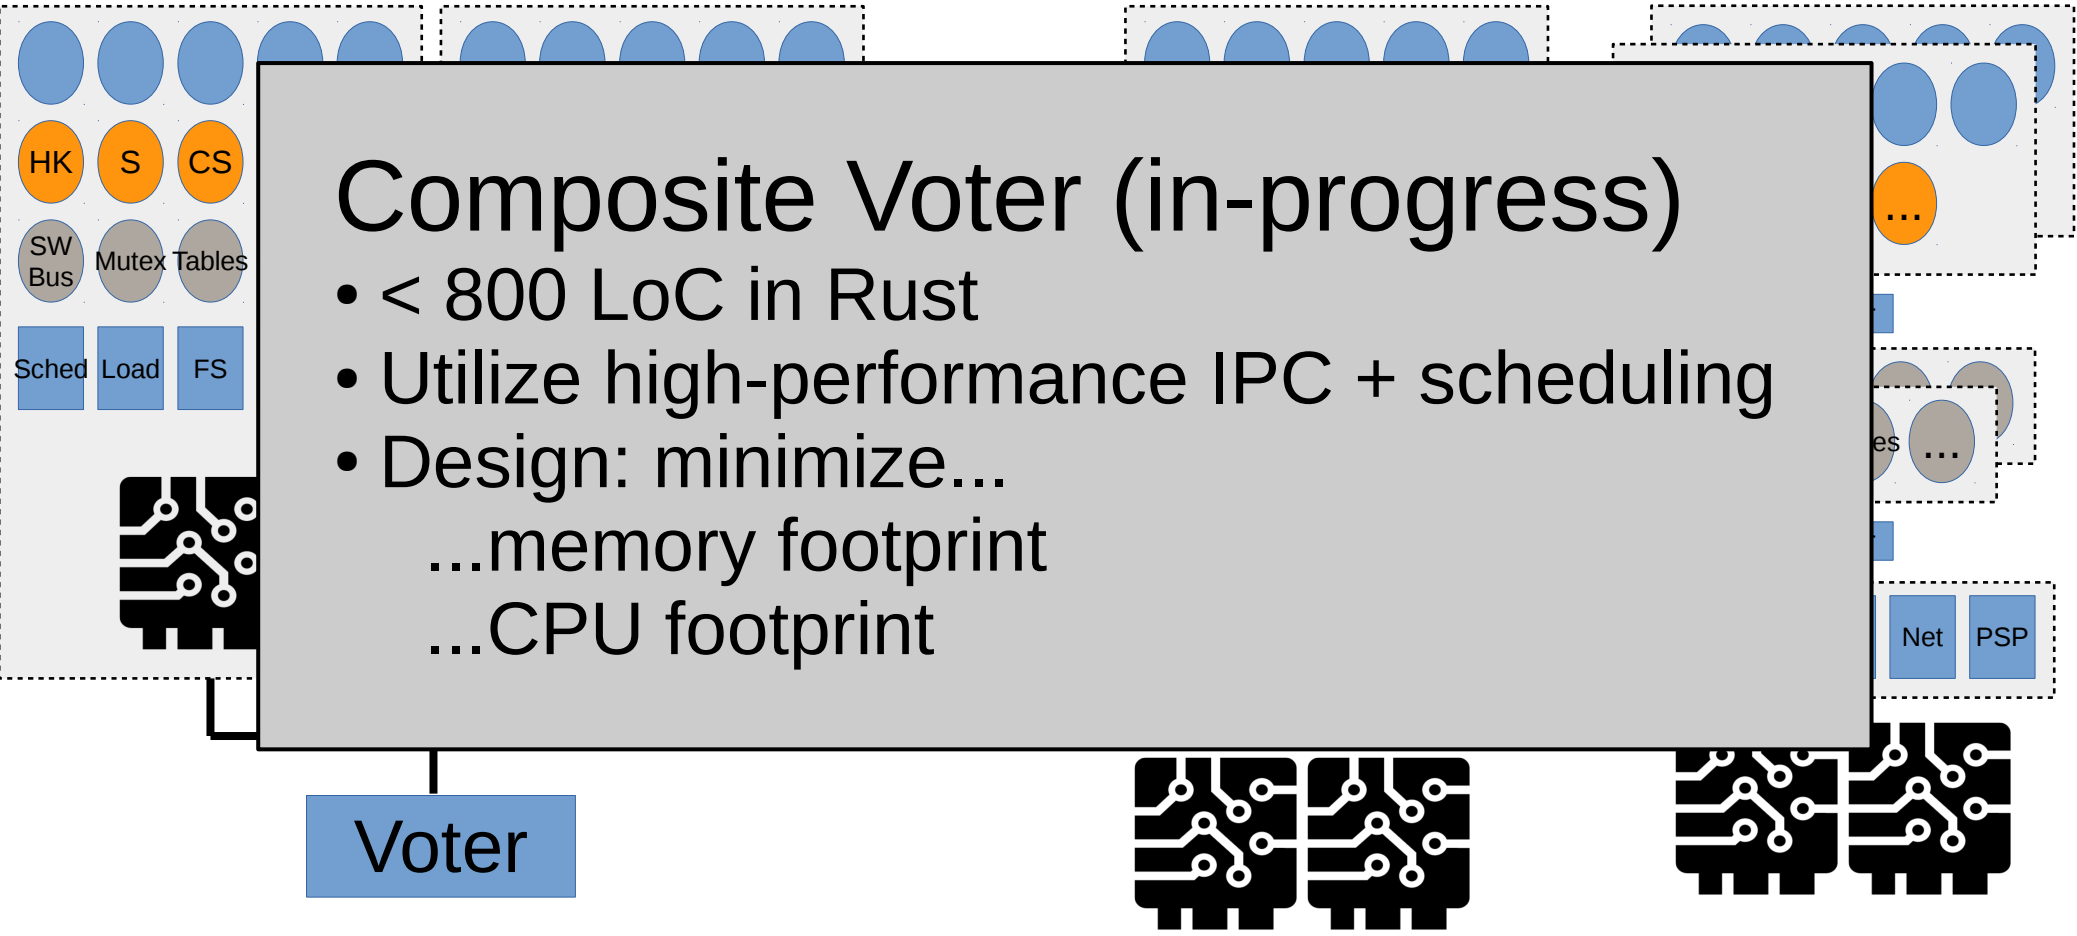 HK
S
CS
SW
Bus
Mutex
Tables
Sched
Load
FS
Composite Voter (in-progress)
• < 800 LoC in Rust
• Utilize high-performance IPC + scheduling
• Design: minimize...
...memory footprint
...CPU footprint
...
es
...
Net
PSP
Voter